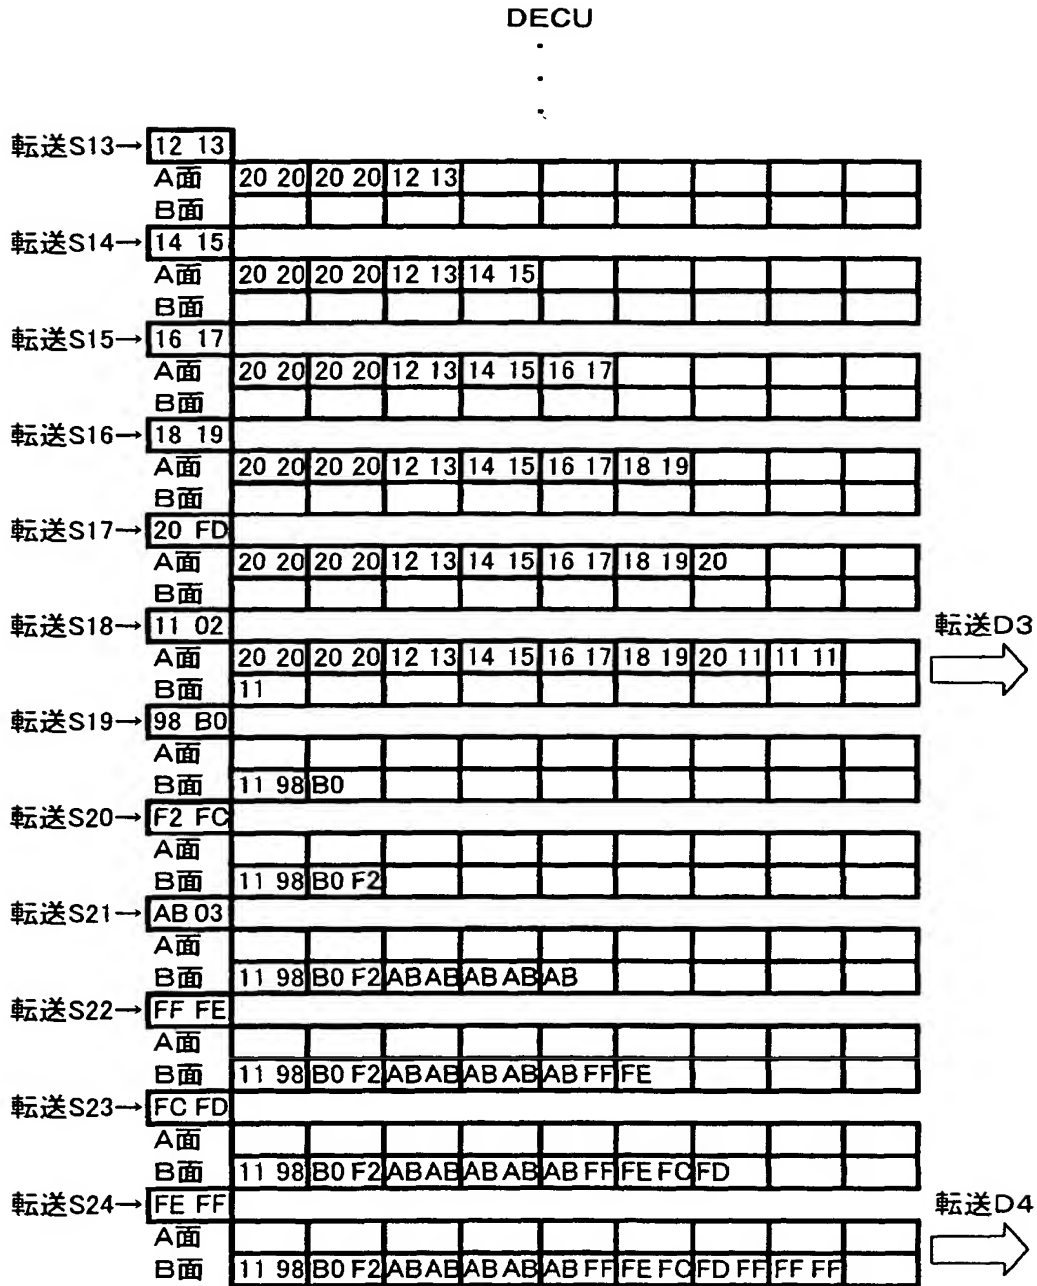 DECU
転送S13→ 12 13
A面 20 20 20 20 12 13
B面
転送S14→ 14 15
A面 20 20 20 20 12 13 14 15
B面
転送S15→ 16 17
A面 20 20 20 20 12 13 14 15 16 17
B面
転送S16→ 18 19
A面 20 20 20 20 12 13 14 15 16 17 18 19
B面
転送S17→ 20 FD
A面 20 20 20 20 12 13 14 15 16 17 18 19 20
B面
転送S18→ 11 02 転送D3
A面 20 20 20 20 12 13 14 15 16 17 18 19 20 11 11 11
B面 11
転送S19→ 98 B0
A面
B面 11 98 B0
転送S20→ F2 FC
A面
B面 11 98 B0 F2
転送S21→ AB 03
A面
B面 11 98 B0 F2 AB AB AB AB AB
転送S22→ FF FE
A面
B面 11 98 B0 F2 AB AB AB AB AB FF FE
転送S23→ FC FD
A面
B面 11 98 B0 F2 AB AB AB AB AB FF FE FC FD
転送S24→ FE FF 転送D4
A面
B面 11 98 B0 F2 AB AB AB AB AB FF FE FC FD FF FF FF